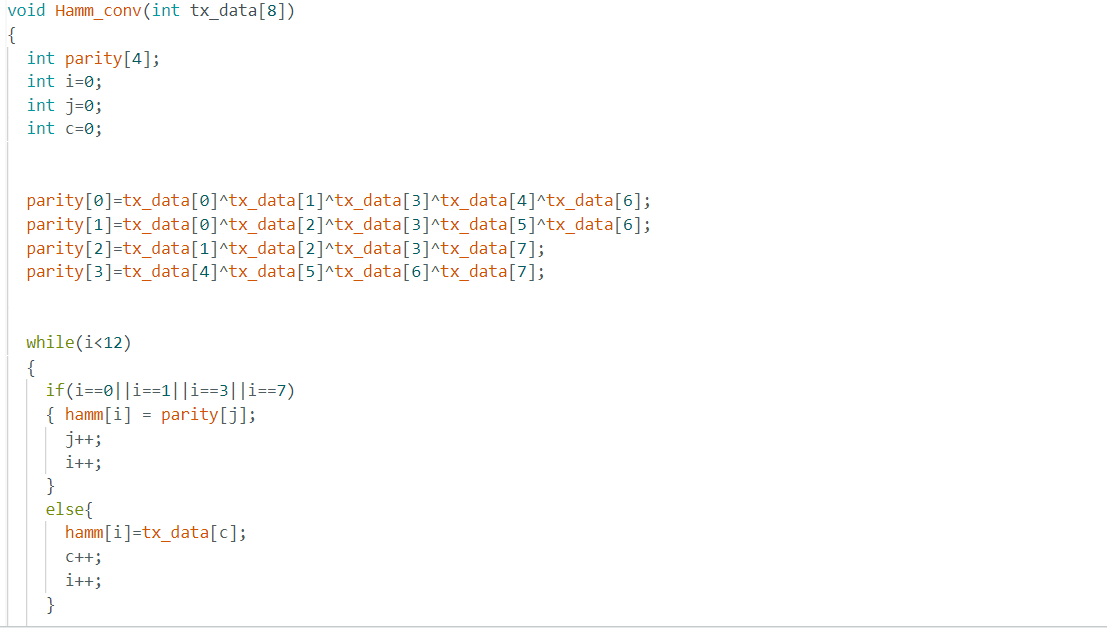 void Hamm_conv(int tx_data[8])
{
int parity[4];
int i=0;
int j=0;
int c=0;
parity[0]=tx_data[0]^tx_data[1]^tx_data[3]^tx_data[4]^tx_data[6];
parity[1]=tx_data[0]^tx_data[2]^tx_data[3]^tx_data[5]^tx_data[6];
parity[2]=tx_data[1]^tx_data[2]^tx_data[3]^tx_data[7];
parity[3]=tx_data[4]^tx_data[5]^tx_data[6]^tx_data[7];
while(i<12)
{
if(i==0||i==1||i==3||i==7)
{ hamm[i] = parity[j];
j++;
i++;
}
else{
hamm[i]=tx_data[c];
c++;
i++;
}